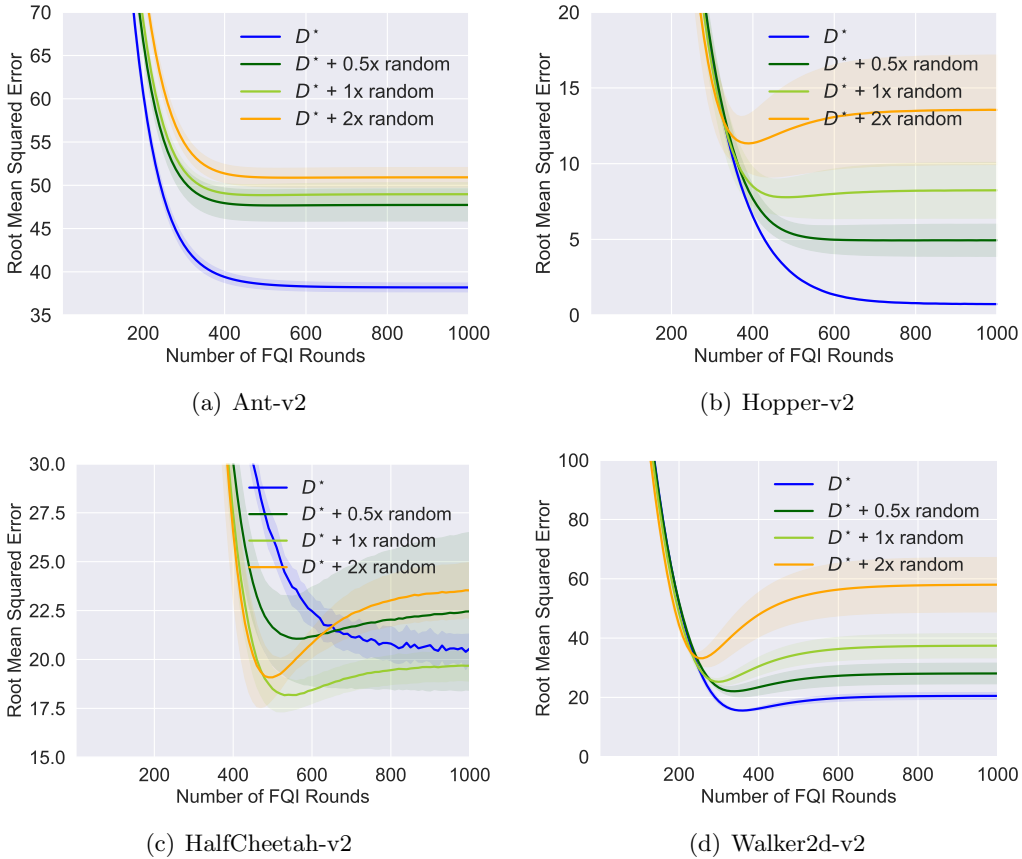 Root Mean Squared Error
70
65
60
55
50
45
40
35
D⋆
D⋆ + 0.5x random
D⋆ + 1x random
D⋆ + 2x random
200 400 600 800 1000
Number of FQI Rounds
(a) Ant-v2
Root Mean Squared Error
20
15
10
5
0
D⋆
D⋆ + 0.5x random
D⋆ + 1x random
D⋆ + 2x random
200 400 600 800 1000
Number of FQI Rounds
(b) Hopper-v2
Root Mean Squared Error
30.0
27.5
25.0
22.5
20.0
17.5
15.0
D⋆
D⋆ + 0.5x random
D⋆ + 1x random
D⋆ + 2x random
200 400 600 800 1000
Number of FQI Rounds
(c) HalfCheetah-v2
Root Mean Squared Error
100
80
60
40
20
0
D⋆
D⋆ + 0.5x random
D⋆ + 1x random
D⋆ + 2x random
200 400 600 800 1000
Number of FQI Rounds
(d) Walker2d-v2